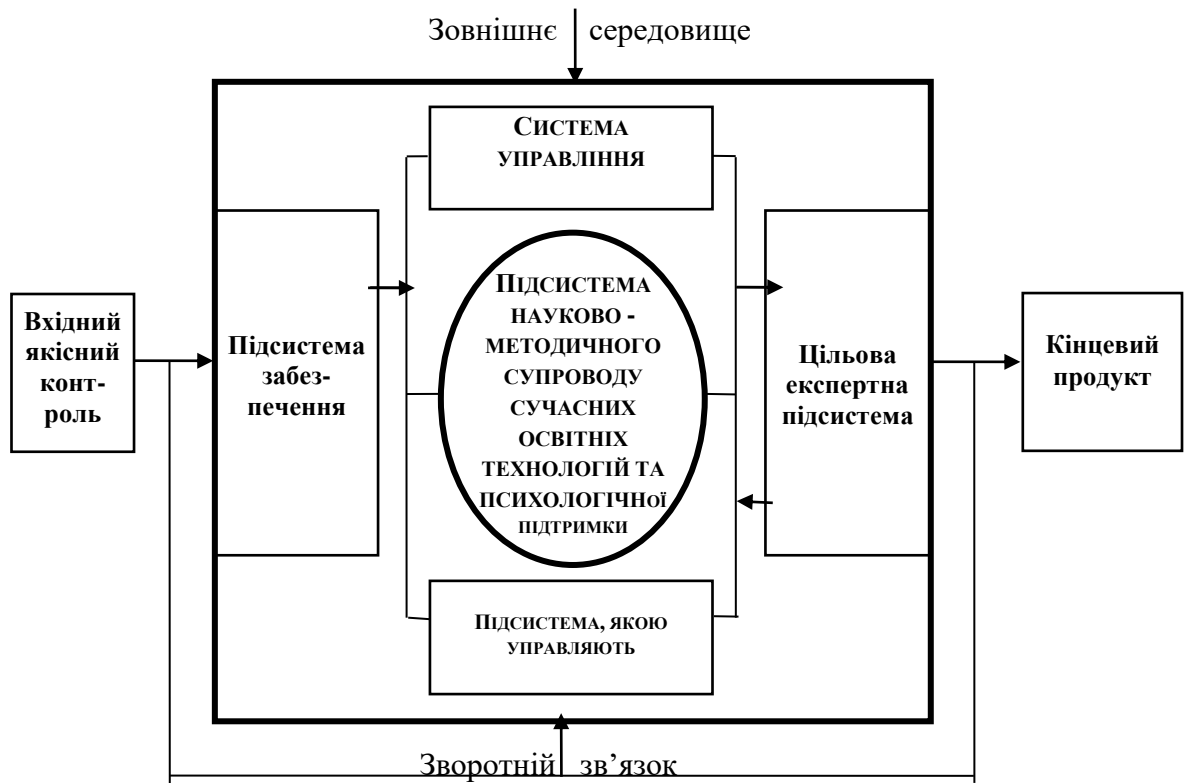 Зовнішнє середовище
СИСТЕМА
УПРАВЛІННЯ
Вхідний
якісний
конт-
роль
Підсистема
забез-
печення
ПІДСИСТЕМА
НАУКОВО -
МЕТОДИЧНОГО
СУПРОВОДУ
СУЧАСНИХ
ОСВІТНІХ
ТЕХНОЛОГІЙ ТА
ПСИХОЛОГІЧНОЇ
ПІДТРИМКИ
Цільова
експертна
підсистема
Кінцевий
продукт
ПІДСИСТЕМА, ЯКОЮ
УПРАВЛЯЮТЬ
Зворотній зв’язок